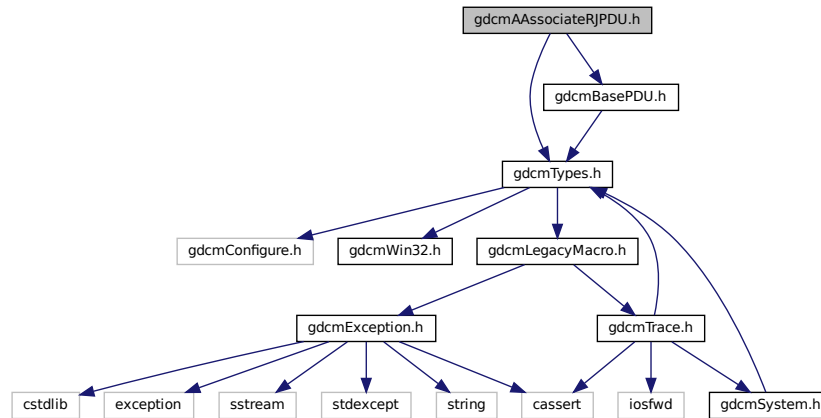 gdcmAAssociateRJPDU.h
gdcmBasePDU.h
gdcmTypes.h
gdcmConfigure.h
gdcmWin32.h
gdcmLegacyMacro.h
gdcmException.h
gdcmTrace.h
cstdlib
exception
sstream
stdexcept
string
cassert
iosfwd
gdcmSystem.h